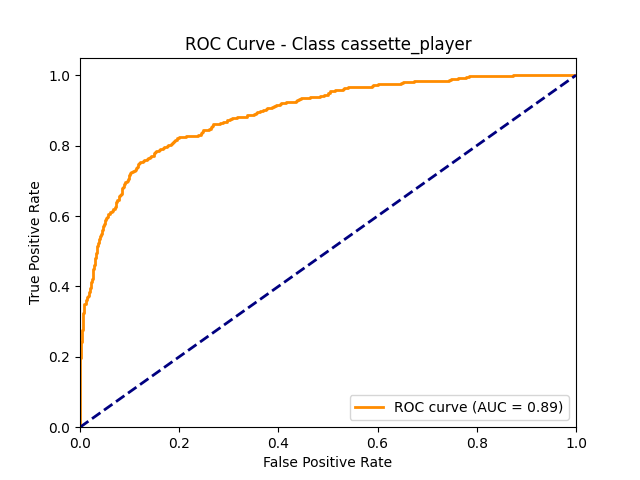 ROC Curve - Class cassette_player
True Positive Rate
1.0
0.8
0.6
0.4
0.2
0.0
ROC curve (AUC = 0.89)
0.0 0.2 0.4 0.6 0.8 1.0
False Positive Rate